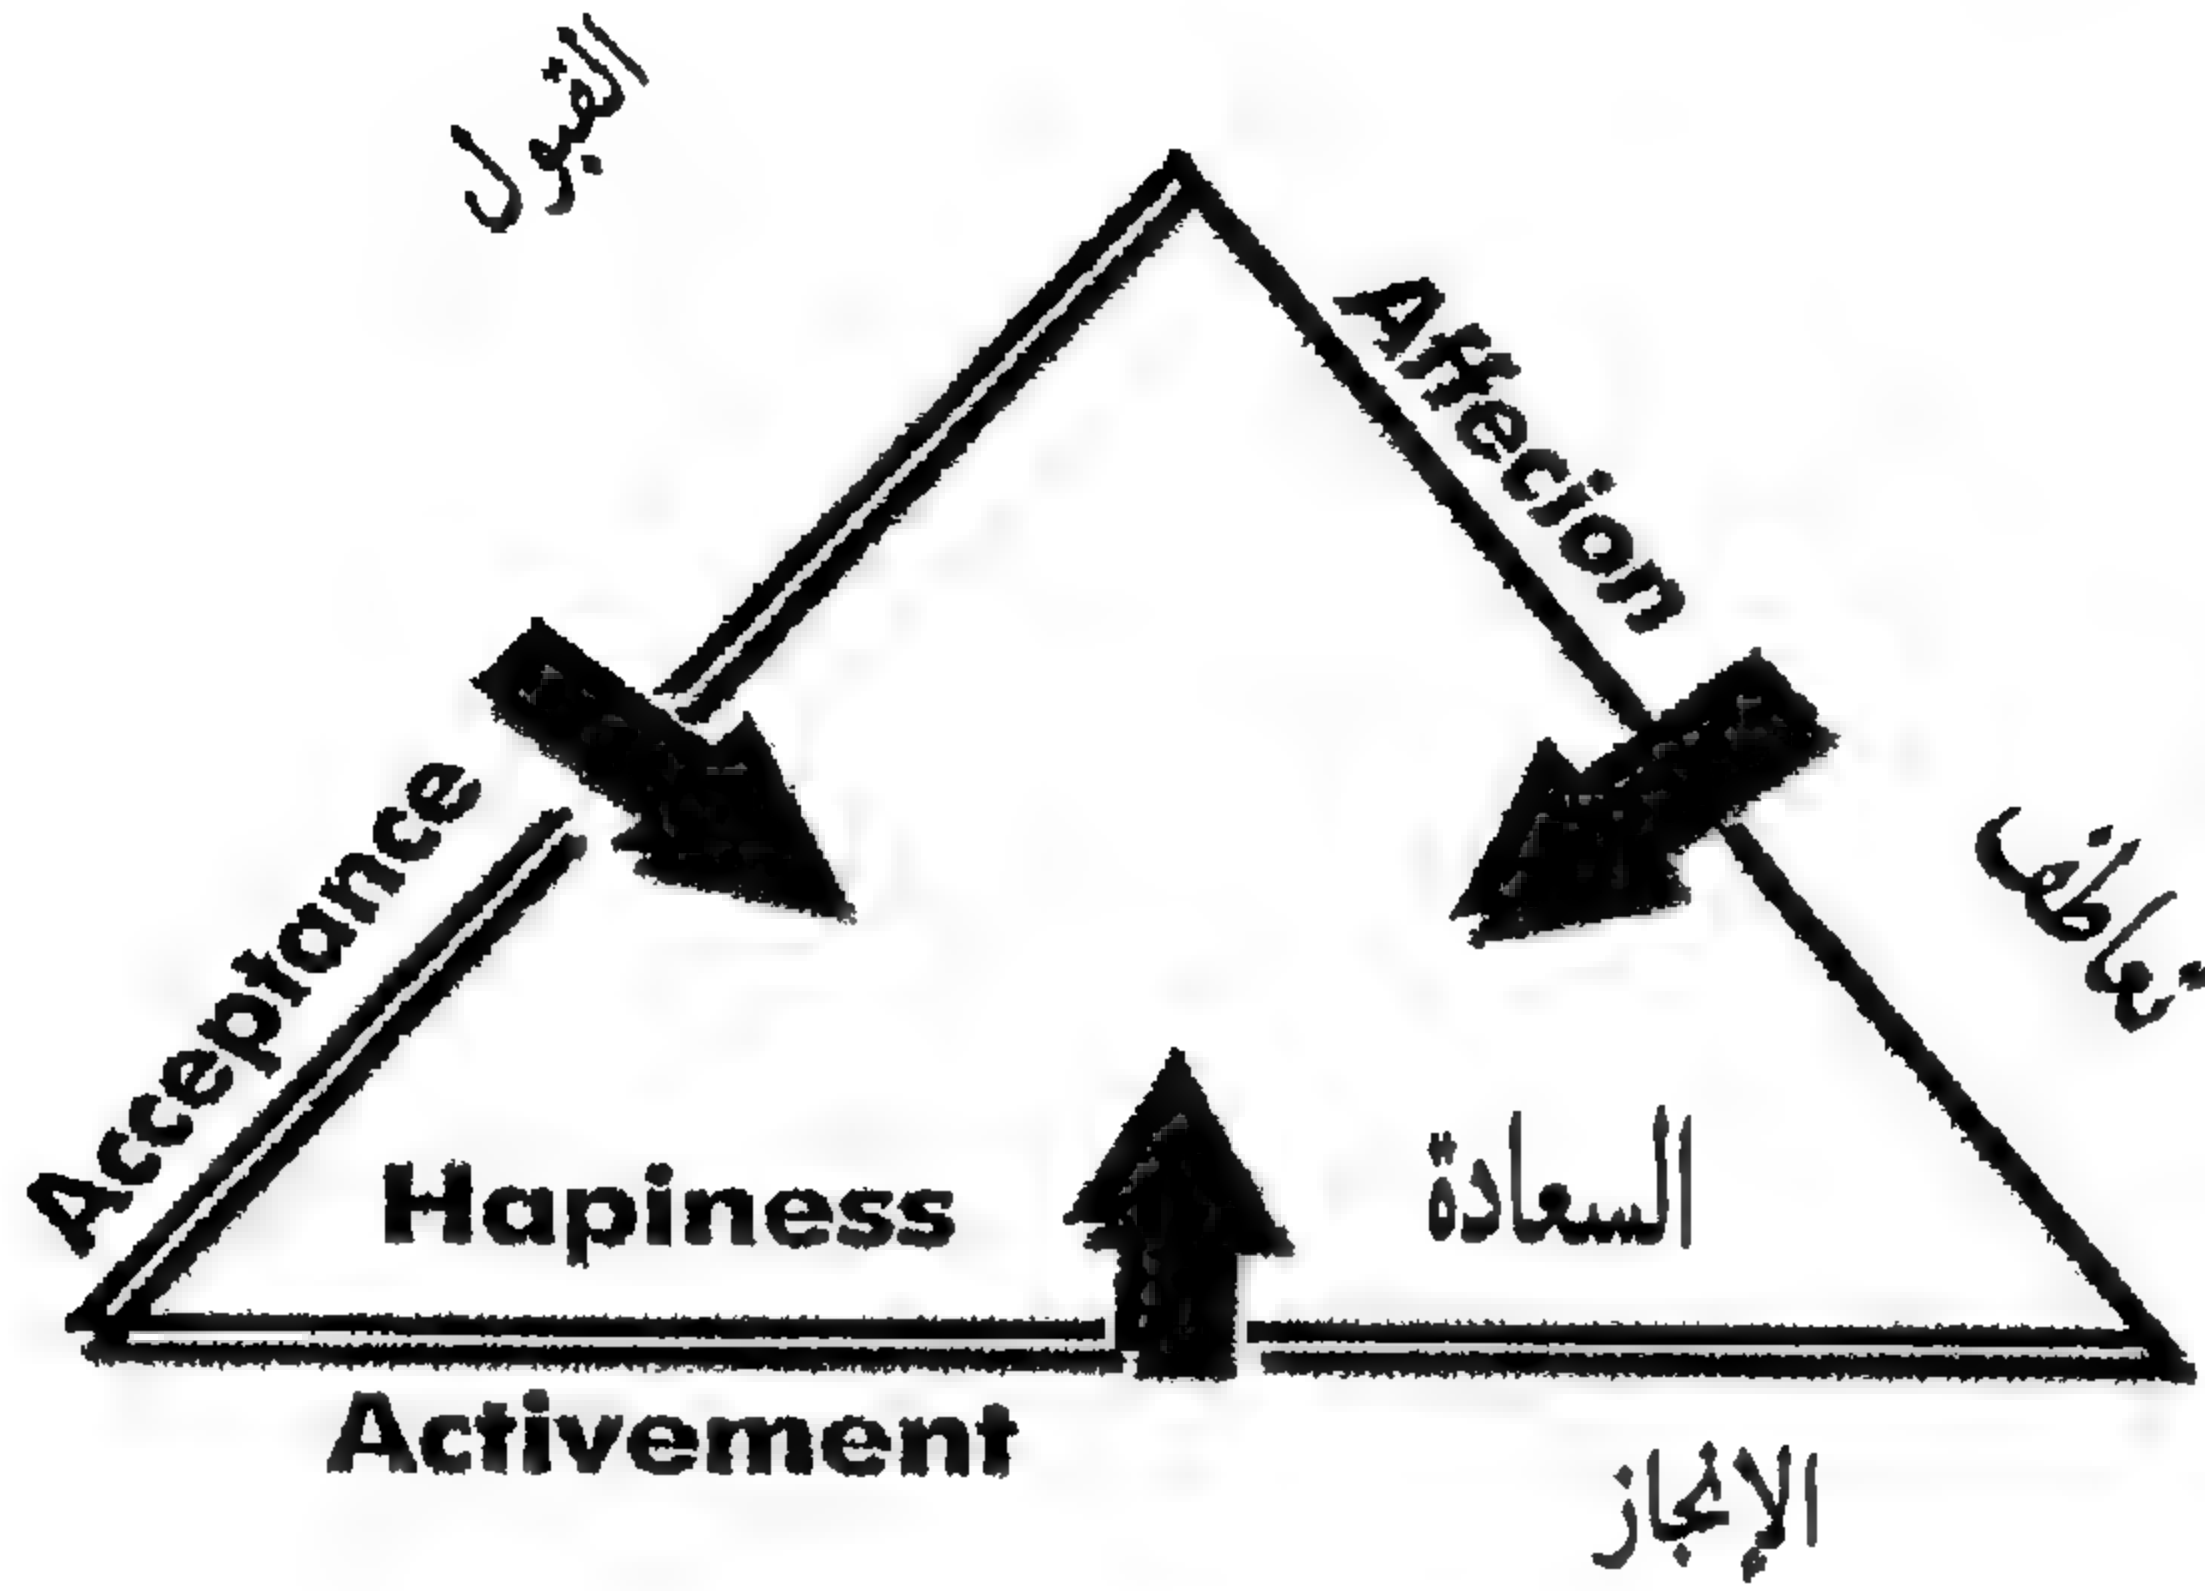 القبول
Affecion
Acceptance
تعاطف
Hapiness
السعادة
Activement
الإنجاز